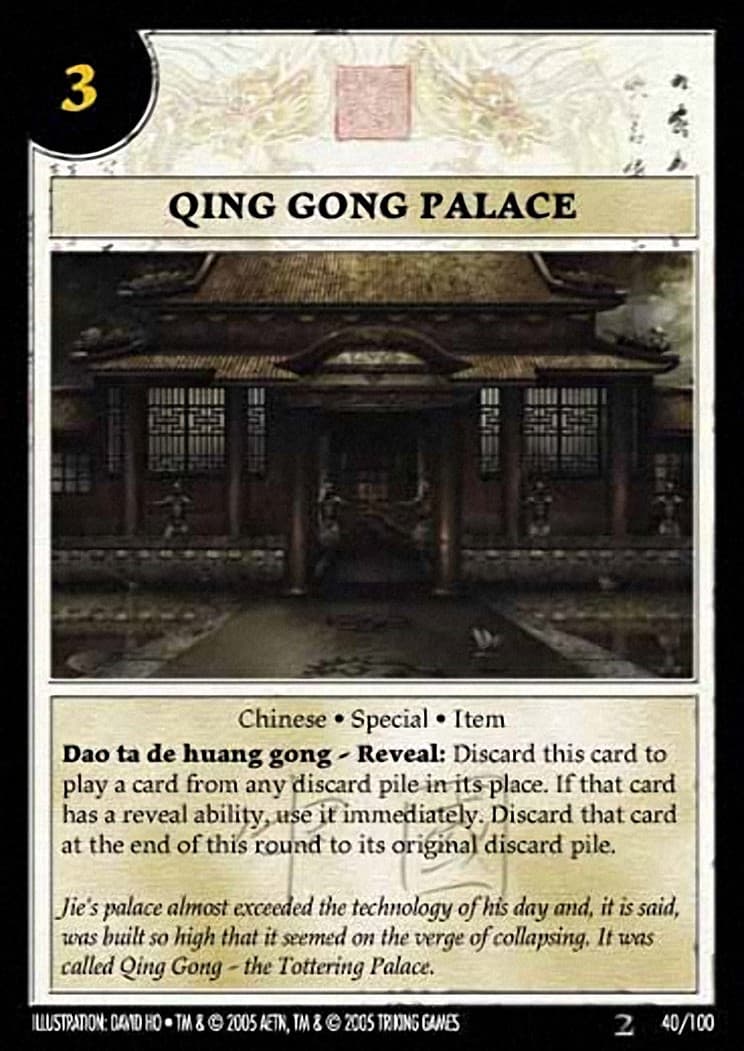 3
QING GONG PALACE
Chinese • Special • Item
Dao ta de huang gong - Reveal: Discard this card to
play a card from any discard pile in its place. If that card
has a reveal ability, use it immediately. Discard that card
at the end of this round to its original discard pile.
中國
Jie's palace almost exceeded the technology of his day and, it is said,
was built so high that it seemed on the verge of collapsing. It was
called Qing Gong - the Tottering Palace.
ILLUSTRATION: DAVID HO • TM & © 2005 AETN, TM & © 2005 TRIKING GAMES
2 40/100